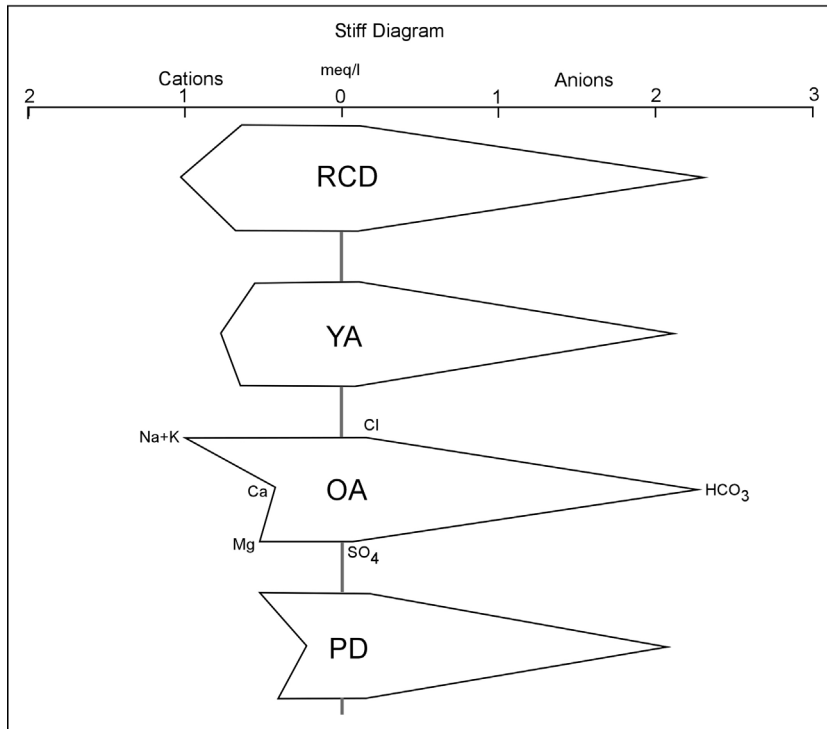 Stiff Diagram
Cations meq/l Anions
2 1 0 1 2 3
RCD
YA
Na+K Cl
Ca OA HCO3
Mg SO4
PD